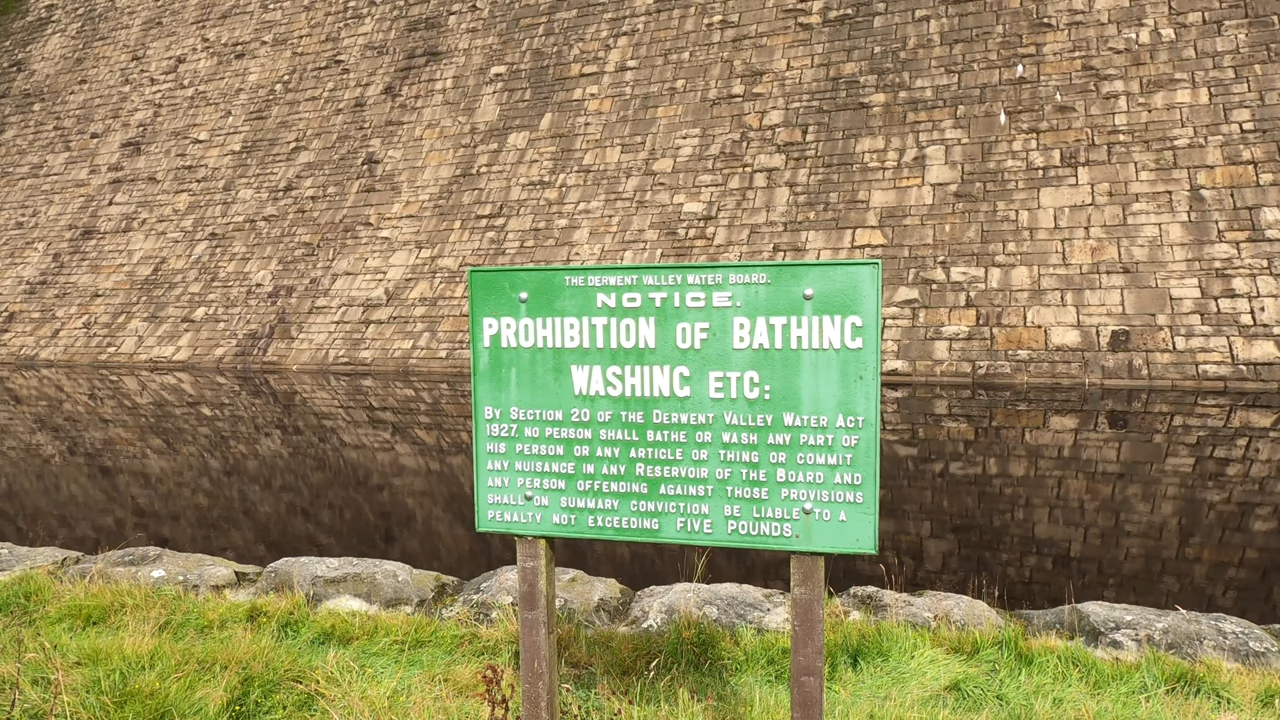 THE DERWENT VALLEY WATER BOARD.
NOTICE.
PROHIBITION OF BATHING
WASHING ETC:
BY SECTION 20 OF THE DERWENT VALLEY WATER ACT
1927, NO PERSON SHALL BATHE OR WASH ANY PART OF
HIS PERSON OR ANY ARTICLE OR THING OR COMMIT
ANY NUISANCE IN ANY RESERVOIR OF THE BOARD AND
ANY PERSON OFFENDING AGAINST THOSE PROVISIONS
SHALL ON SUMMARY CONVICTION BE LIABLE TO A
PENALTY NOT EXCEEDING FIVE POUNDS.